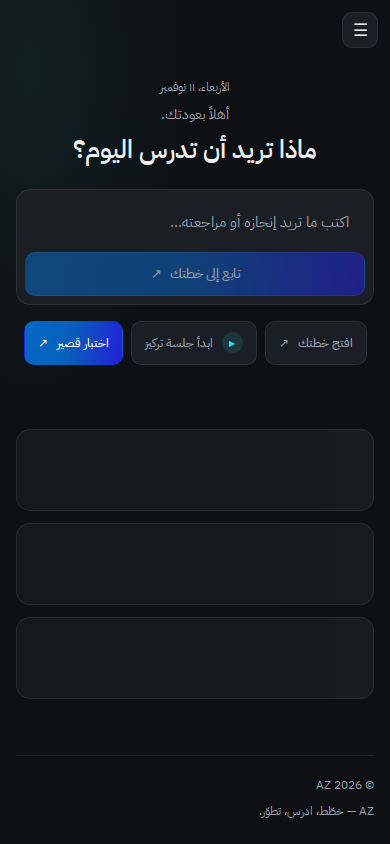 الأربعاء، ١١ نوفمبر
أهلاً بعودتك.
ماذا تريد أن تدرس اليوم؟
اكتب ما تريد إنجازه أو مراجعته...
تابع إلى خطتك ↗
افتح خطتك ↗
ابدأ جلسة تركيز
اختبار قصير ↗
© 2026 AZ
AZ — خطّط، ادرس، تطوّر.